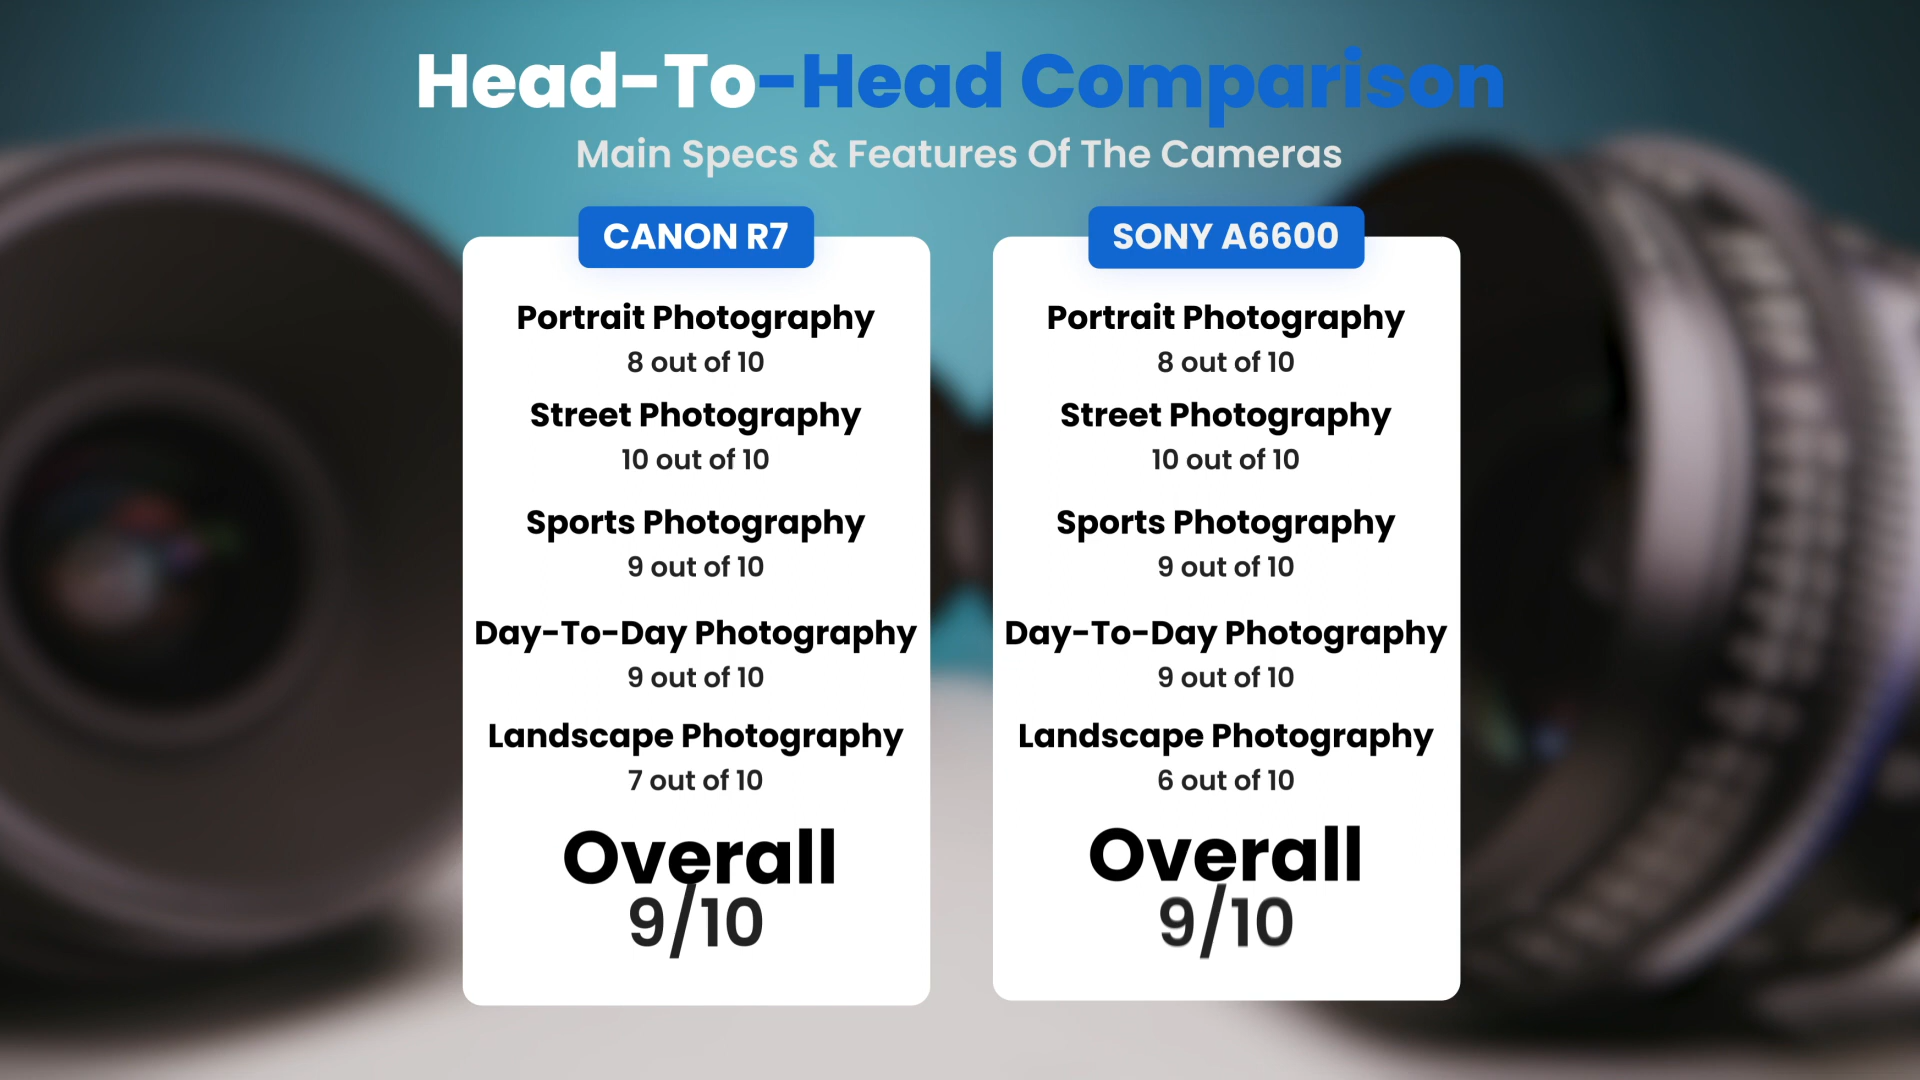 Head-To-Head Comparison
Main Specs & Features Of The Cameras
CANON R7
Portrait Photography
8 out of 10
Street Photography
10 out of 10
Sports Photography
9 out of 10
Day-To-Day Photography
9 out of 10
Landscape Photography
7 out of 10
Overall
9/10
SONY A6600
Portrait Photography
8 out of 10
Street Photography
10 out of 10
Sports Photography
9 out of 10
Day-To-Day Photography
9 out of 10
Landscape Photography
6 out of 10
Overall
9/10